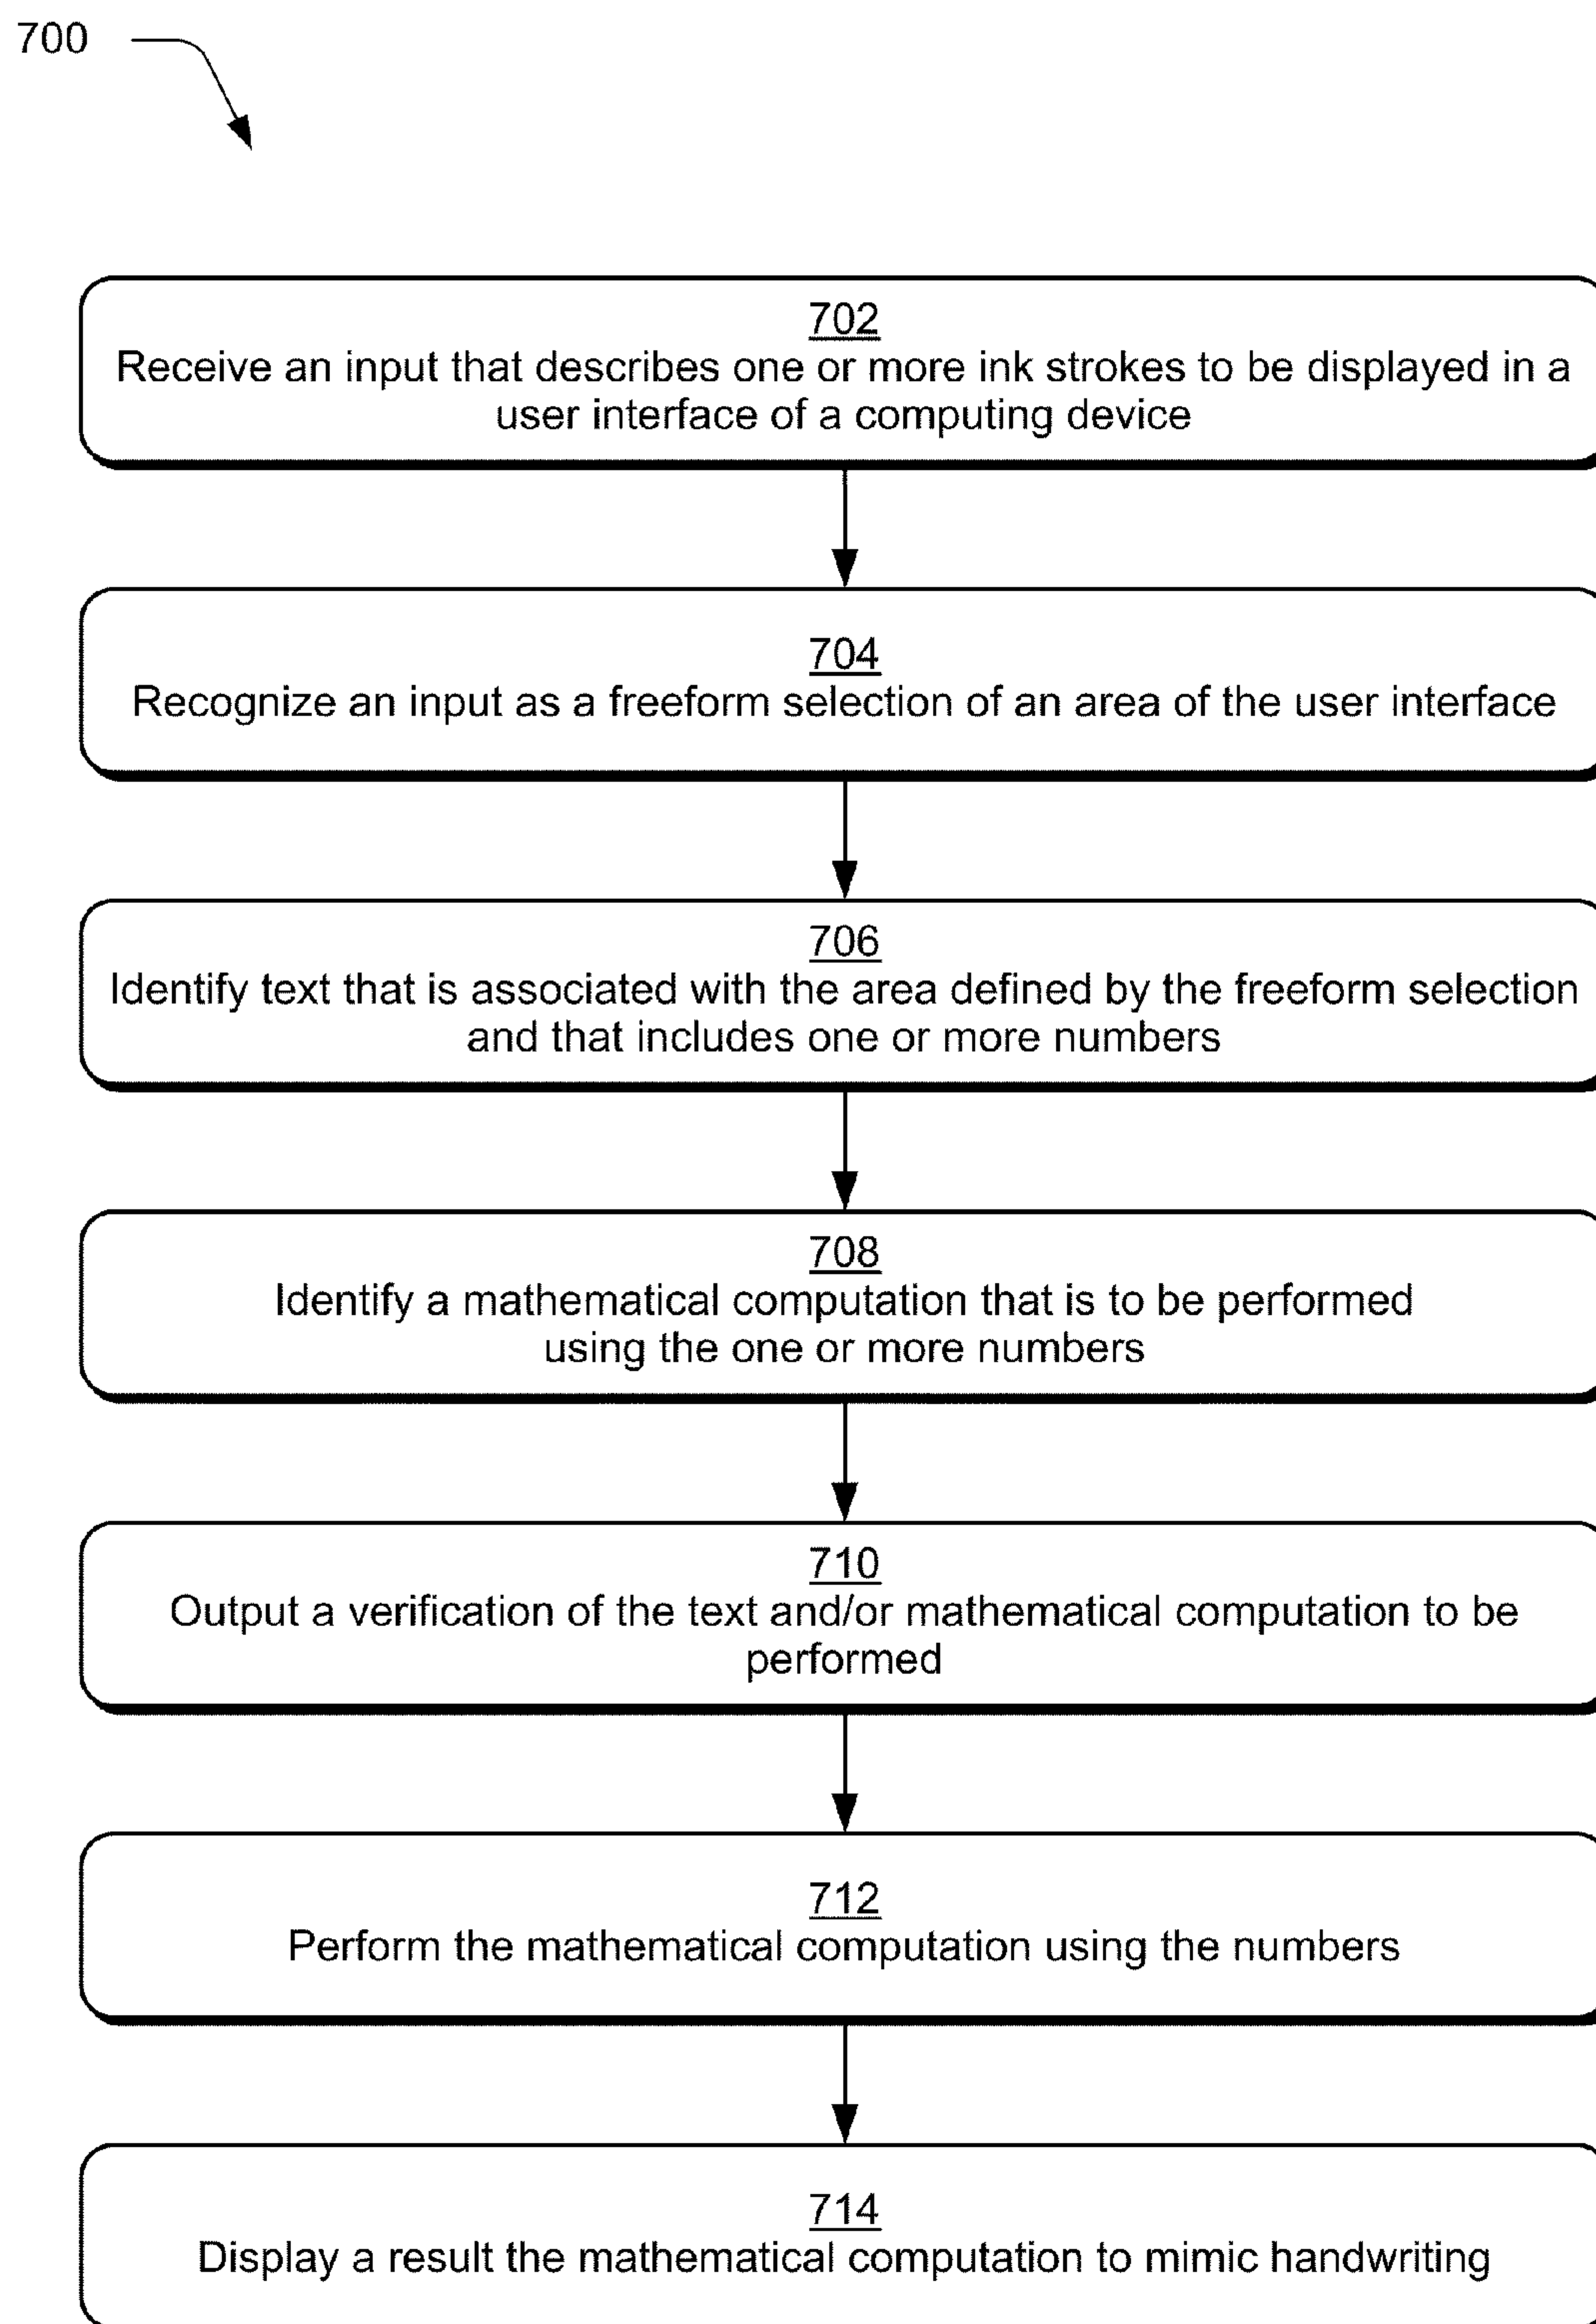 700
702
Receive an input that describes one or more ink strokes to be displayed in a
user interface of a computing device
704
Recognize an input as a freeform selection of an area of the user interface
706
Identify text that is associated with the area defined by the freeform selection
and that includes one or more numbers
708
Identify a mathematical computation that is to be performed
using the one or more numbers
710
Output a verification of the text and/or mathematical computation to be
performed
712
Perform the mathematical computation using the numbers
714
Display a result the mathematical computation to mimic handwriting